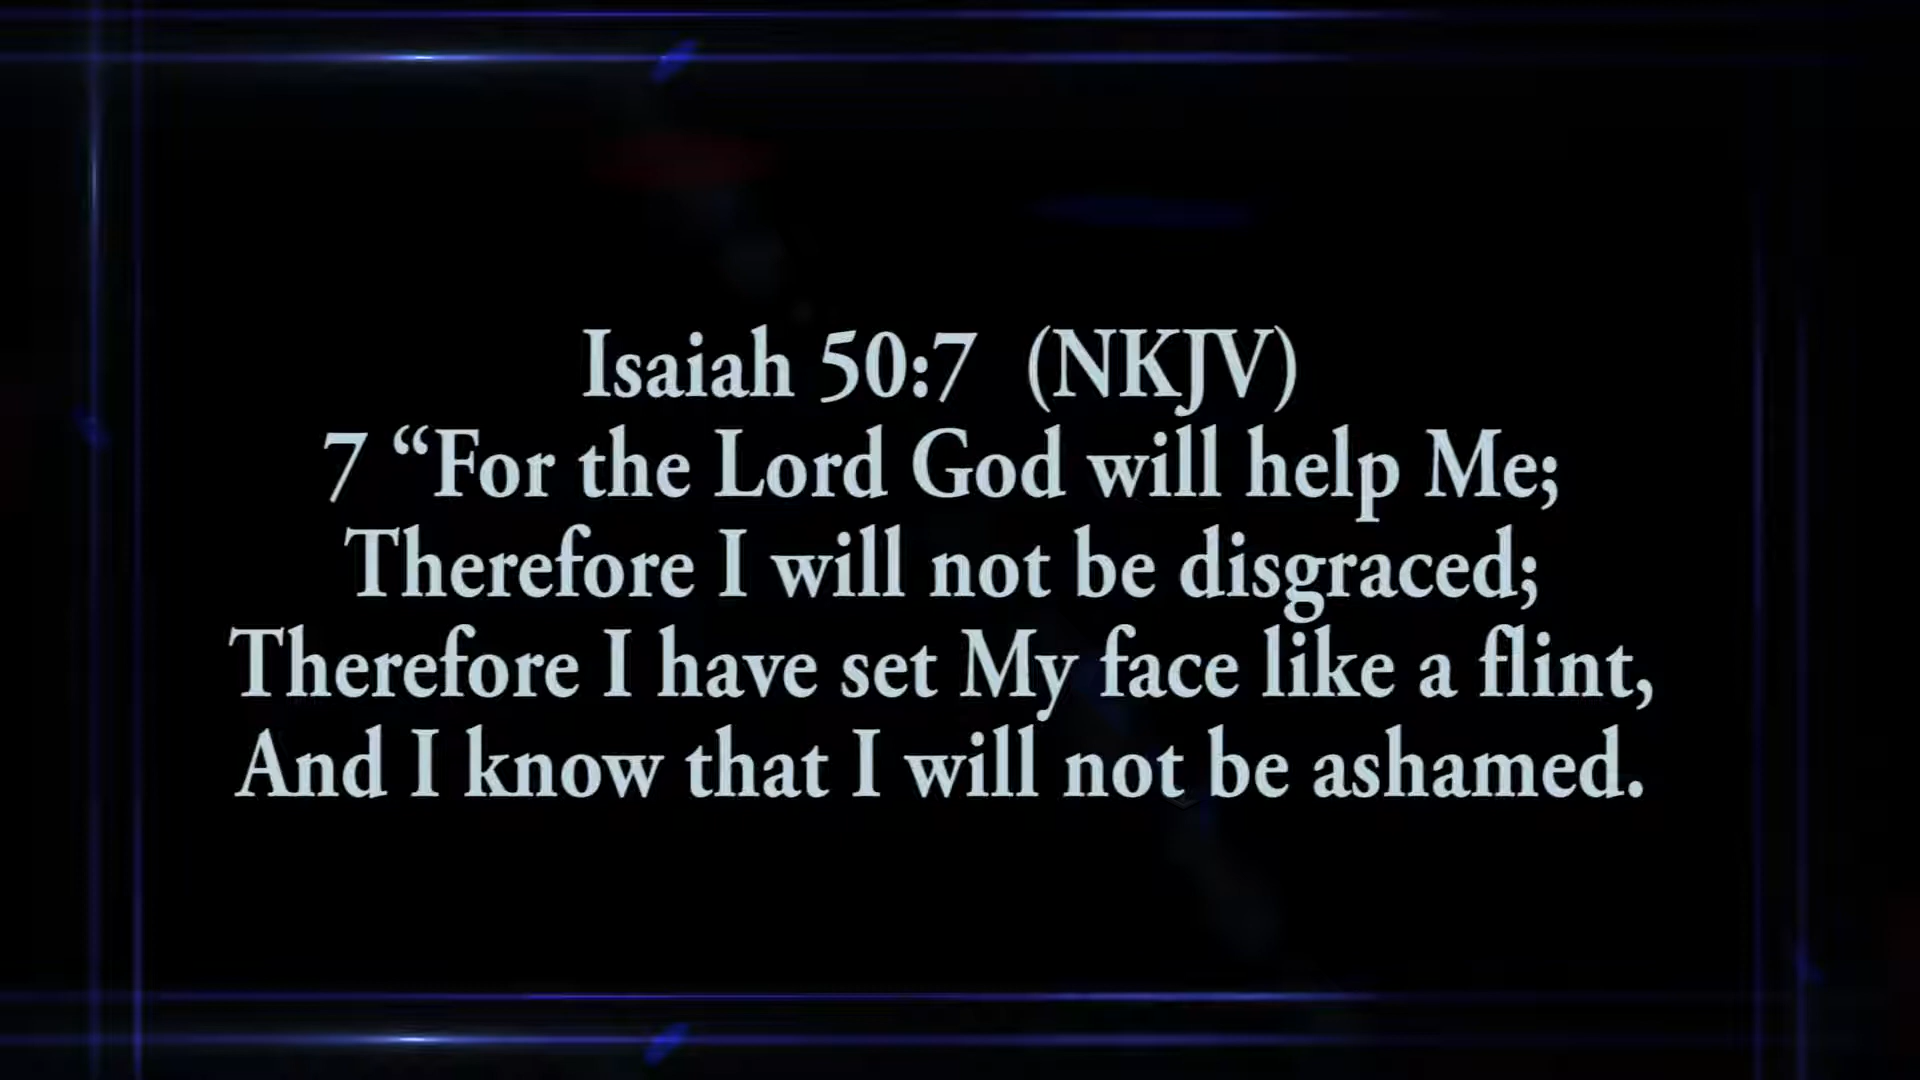 Isaiah 50:7  (NKJV)
7 “For the Lord God will help Me;
Therefore I will not be disgraced;
Therefore I have set My face like a flint,
And I know that I will not be ashamed.